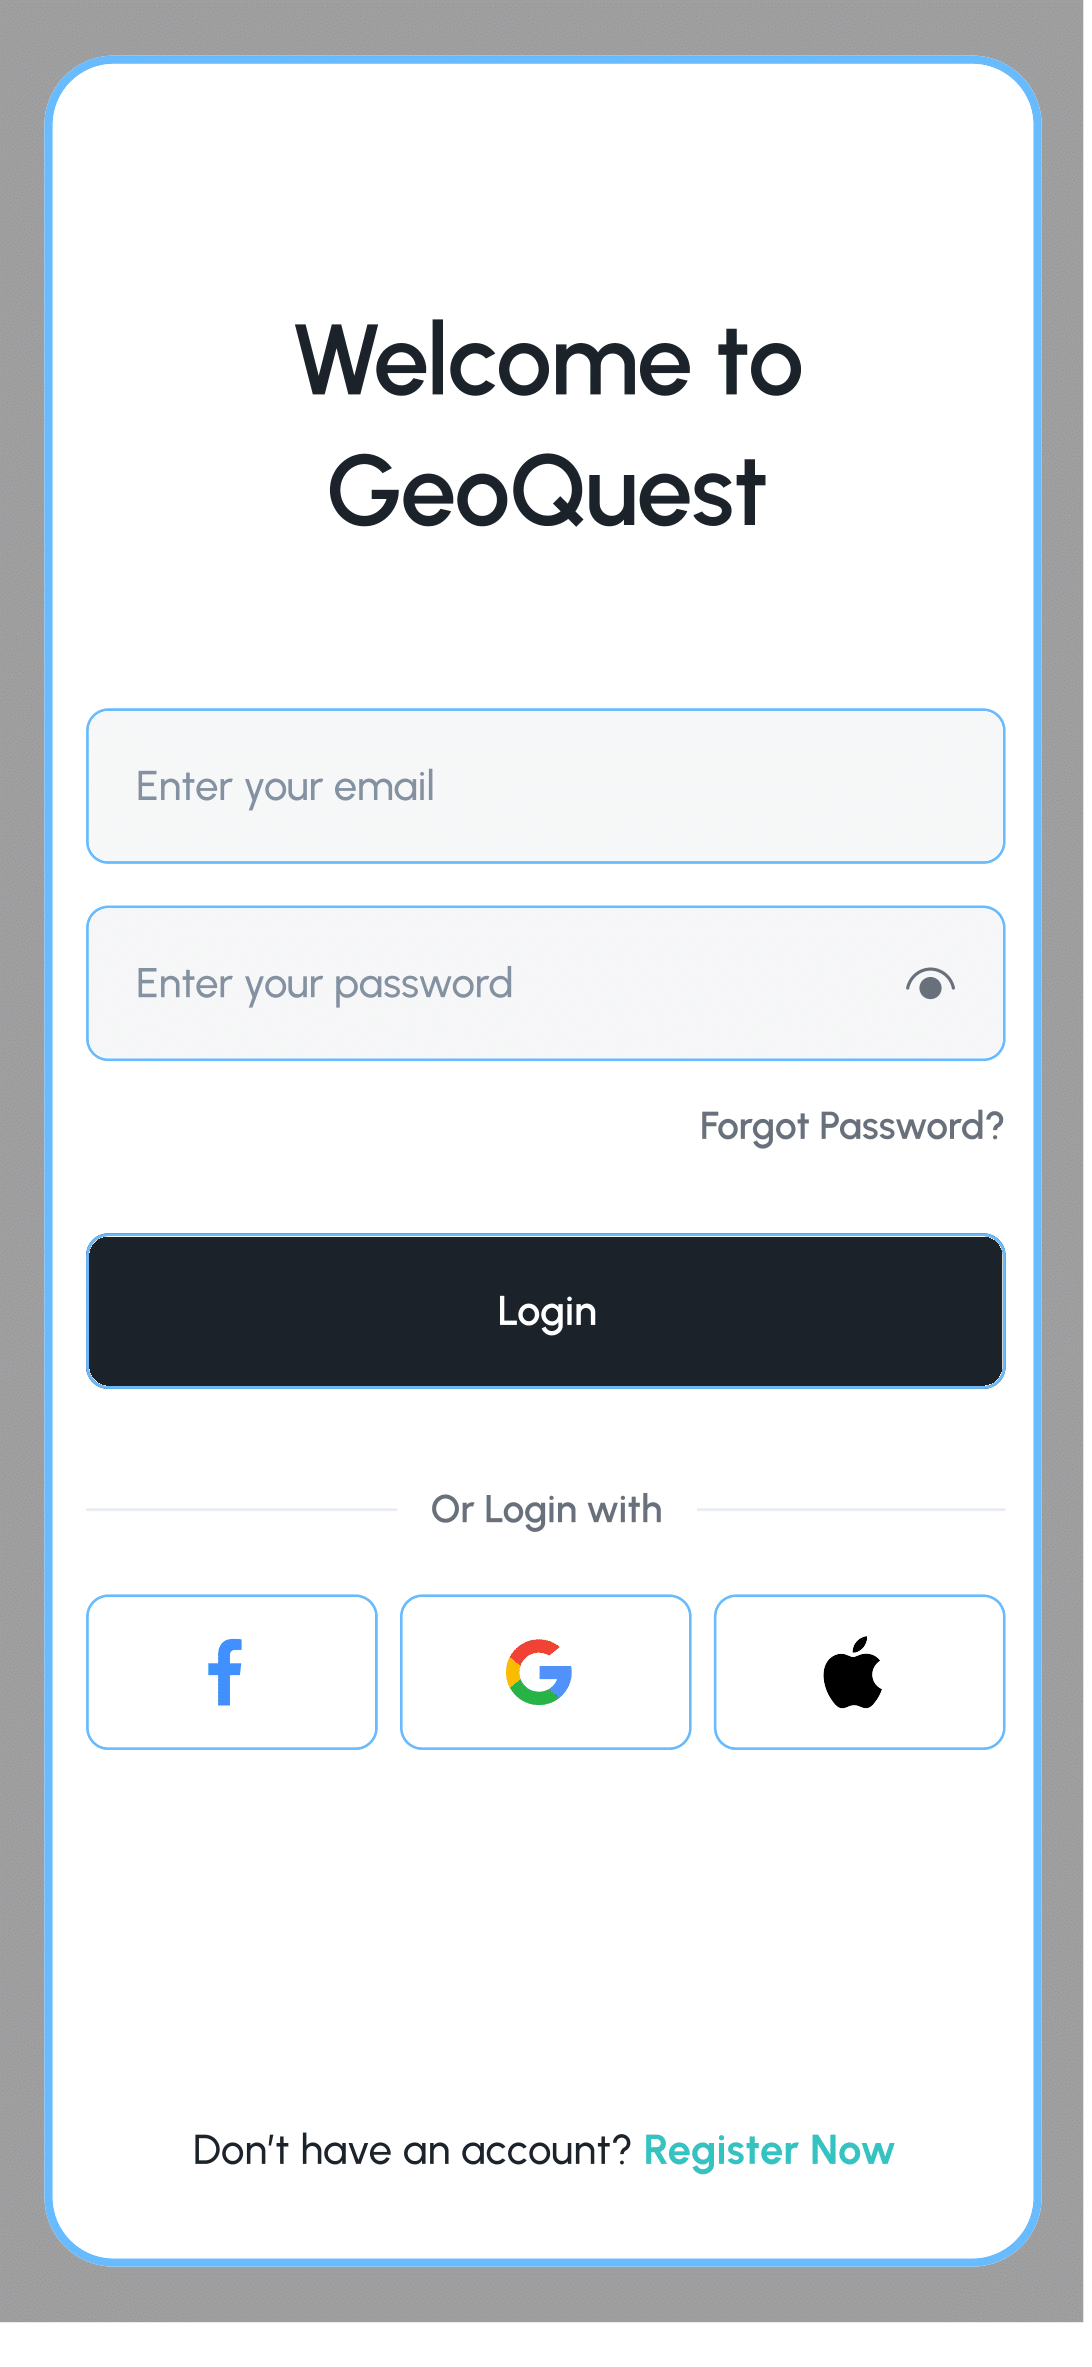 Welcome to
GeoQuest
Enter your email
Enter your password
Forgot Password?
Login
Or Login with
Don't have an account? Register Now